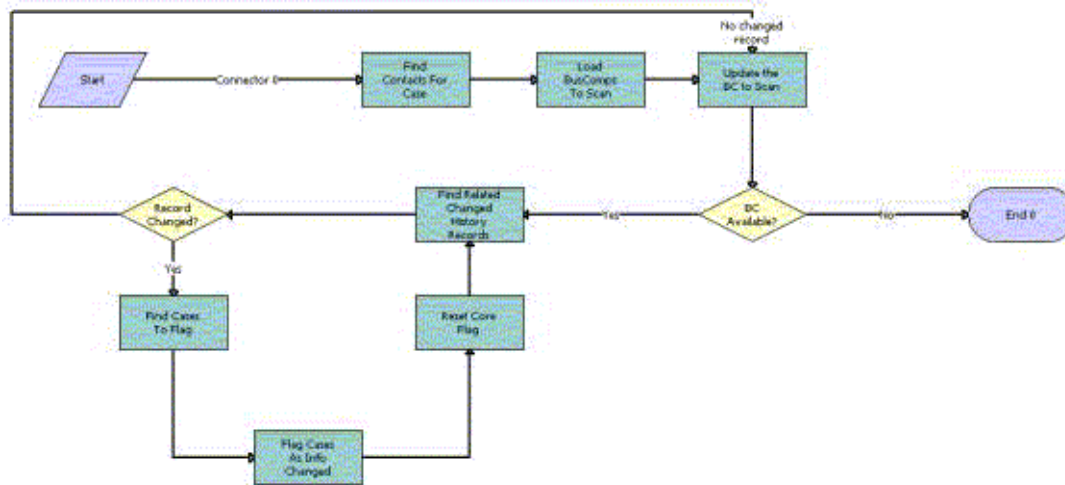 No changed
record
Start
Connector 0
Find
Contacts For
Case
Load
BusComps
To Scan
Update the
BC to Scan
Record
Changed?
Find Related
Changed
History
Records
Yes
BC
Available?
No
End 0
Yes
Find Cases
To Flag
Reset Core
Flag
Flag Cases
As Info
Changed